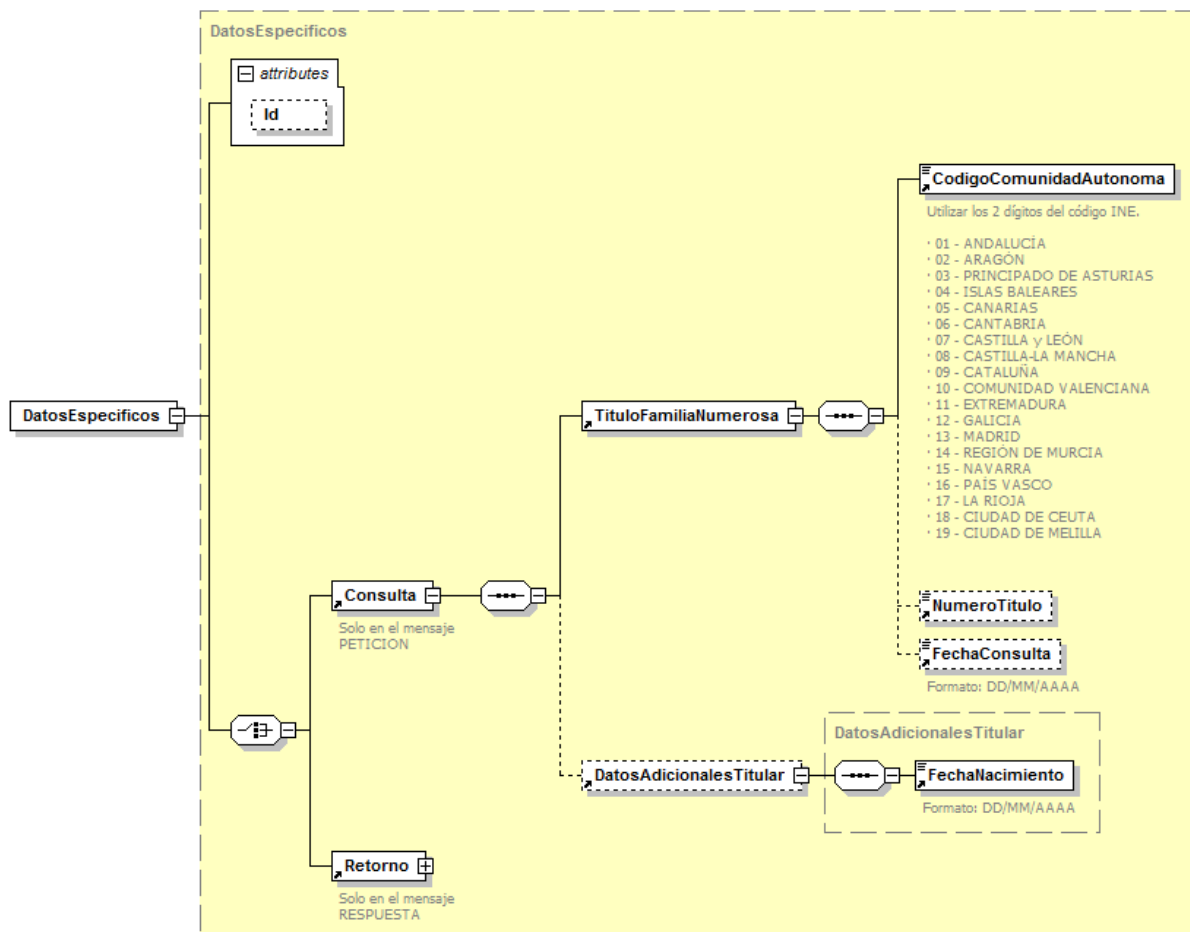 DatosEspecificos
attributes
Id
CodigoComunidadAutonoma
Utilizar los 2 dígitos del código INE.
· 01 - ANDALUCÍA
· 02 - ARAGÓN
· 03 - PRINCIPADO DE ASTURIAS
· 04 - ISLAS BALEARES
· 05 - CANARIAS
· 06 - CANTABRIA
· 07 - CASTILLA y LEÓN
· 08 - CASTILLA-LA MANCHA
· 09 - CATALUÑA
· 10 - COMUNIDAD VALENCIANA
· 11 - EXTREMADURA
· 12 - GALICIA
· 13 - MADRID
· 14 - REGIÓN DE MURCIA
· 15 - NAVARRA
· 16 - PAÍS VASCO
· 17 - LA RIOJA
· 18 - CIUDAD DE CEUTA
· 19 - CIUDAD DE MELILLA
DatosEspecificos
TituloFamiliaNumerosa
Consulta
Solo en el mensaje
PETICION
NumeroTitulo
FechaConsulta
Formato: DD/MM/AAAA
DatosAdicionalesTitular
DatosAdicionalesTitular
FechaNacimiento
Formato: DD/MM/AAAA
Retorno
Solo en el mensaje
RESPUESTA